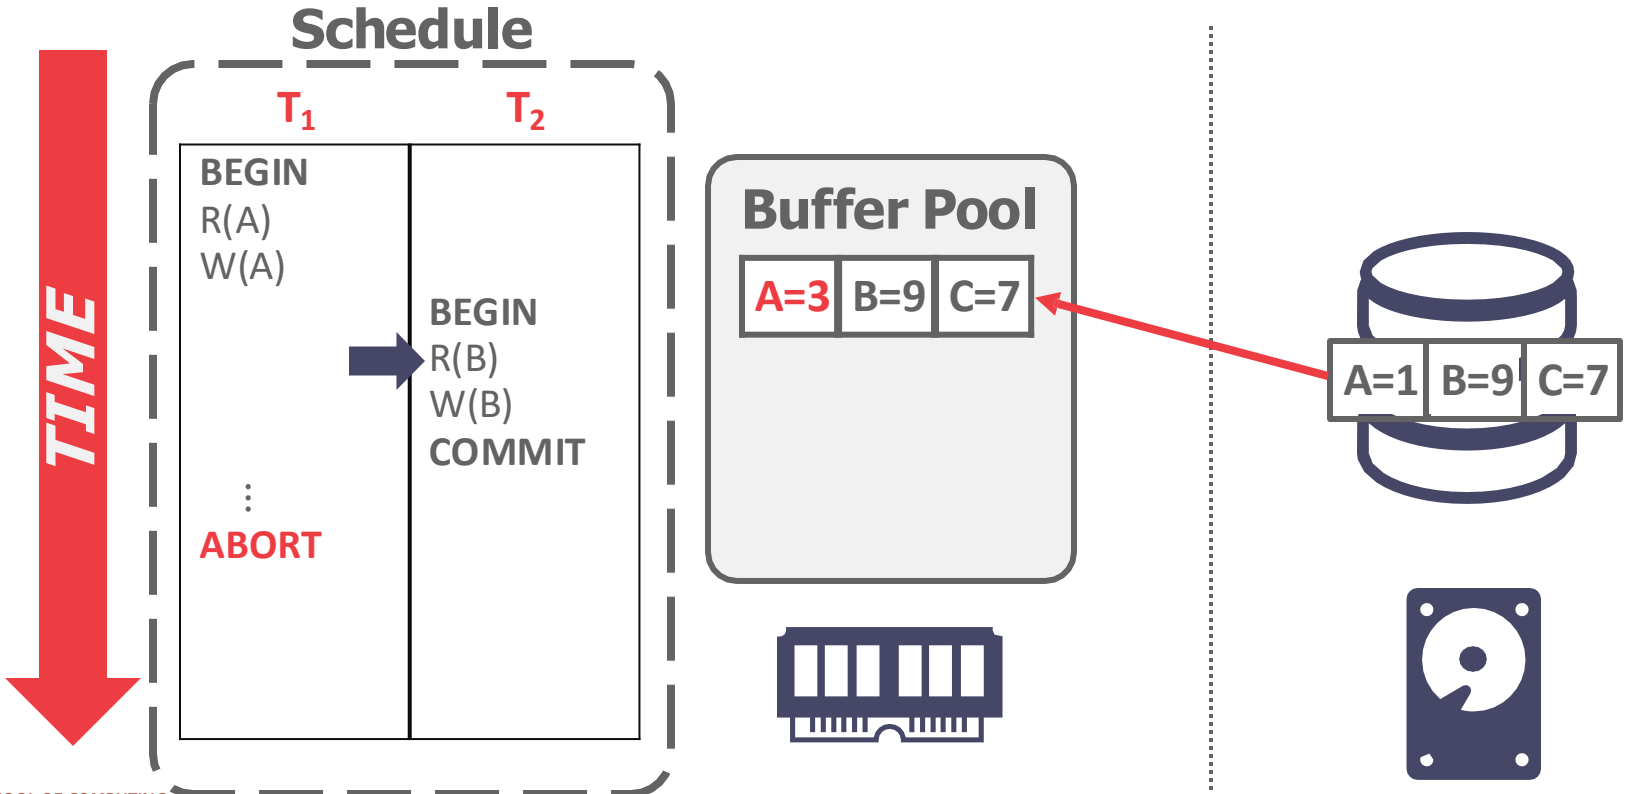 Schedule
T1 T2
BEGIN
R(A)
W(A)
⋮
ABORT
BEGIN
R(B)
W(B)
COMMIT
TIME
Buffer Pool
A=3 B=9 C=7
A=1 B=9 C=7